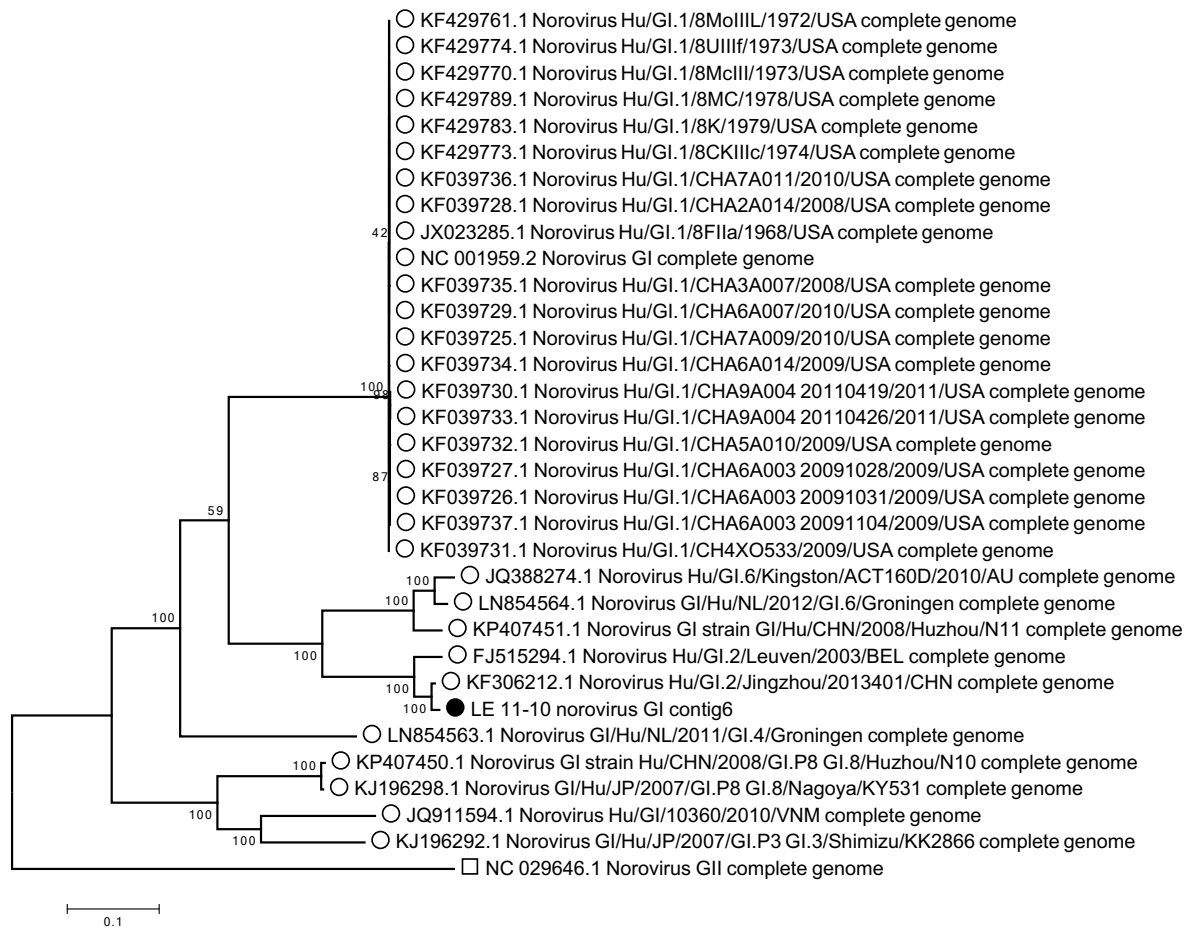 KF429761.1 Norovirus Hu/GI.1/8MoIIIL/1972/USA complete genome
KF429774.1 Norovirus Hu/GI.1/8UIIIf/1973/USA complete genome
KF429770.1 Norovirus Hu/GI.1/8McIII/1973/USA complete genome
KF429789.1 Norovirus Hu/GI.1/8MC/1978/USA complete genome
KF429783.1 Norovirus Hu/GI.1/8K/1979/USA complete genome
KF429773.1 Norovirus Hu/GI.1/8CKIIIc/1974/USA complete genome
KF039736.1 Norovirus Hu/GI.1/CHA7A011/2010/USA complete genome
KF039728.1 Norovirus Hu/GI.1/CHA2A014/2008/USA complete genome
42 JX023285.1 Norovirus Hu/GI.1/8FIIa/1968/USA complete genome
NC 001959.2 Norovirus GI complete genome
KF039735.1 Norovirus Hu/GI.1/CHA3A007/2008/USA complete genome
KF039729.1 Norovirus Hu/GI.1/CHA6A007/2010/USA complete genome
KF039725.1 Norovirus Hu/GI.1/CHA7A009/2010/USA complete genome
KF039734.1 Norovirus Hu/GI.1/CHA6A014/2009/USA complete genome
100
98 KF039730.1 Norovirus Hu/GI.1/CHA9A004 20110419/2011/USA complete genome
KF039733.1 Norovirus Hu/GI.1/CHA9A004 20110426/2011/USA complete genome
KF039732.1 Norovirus Hu/GI.1/CHA5A010/2009/USA complete genome
87 KF039727.1 Norovirus Hu/GI.1/CHA6A003 20091028/2009/USA complete genome
KF039726.1 Norovirus Hu/GI.1/CHA6A003 20091031/2009/USA complete genome
59
KF039737.1 Norovirus Hu/GI.1/CHA6A003 20091104/2009/USA complete genome
KF039731.1 Norovirus Hu/GI.1/CH4XO533/2009/USA complete genome
100 JQ388274.1 Norovirus Hu/GI.6/Kingston/ACT160D/2010/AU complete genome
100 LN854564.1 Norovirus GI/Hu/NL/2012/GI.6/Groningen complete genome
100
KP407451.1 Norovirus GI strain GI/Hu/CHN/2008/Huzhou/N11 complete genome
100 FJ515294.1 Norovirus Hu/GI.2/Leuven/2003/BEL complete genome
100 KF306212.1 Norovirus Hu/GI.2/Jingzhou/2013401/CHN complete genome
100 LE 11-10 norovirus GI contig6
LN854563.1 Norovirus GI/Hu/NL/2011/GI.4/Groningen complete genome
100 KP407450.1 Norovirus GI strain Hu/CHN/2008/GI.P8 GI.8/Huzhou/N10 complete genome
KJ196298.1 Norovirus GI/Hu/JP/2007/GI.P8 GI.8/Nagoya/KY531 complete genome
100 JQ911594.1 Norovirus Hu/GI/10360/2010/VNM complete genome
100 KJ196292.1 Norovirus GI/Hu/JP/2007/GI.P3 GI.3/Shimizu/KK2866 complete genome
NC 029646.1 Norovirus GII complete genome
0.1